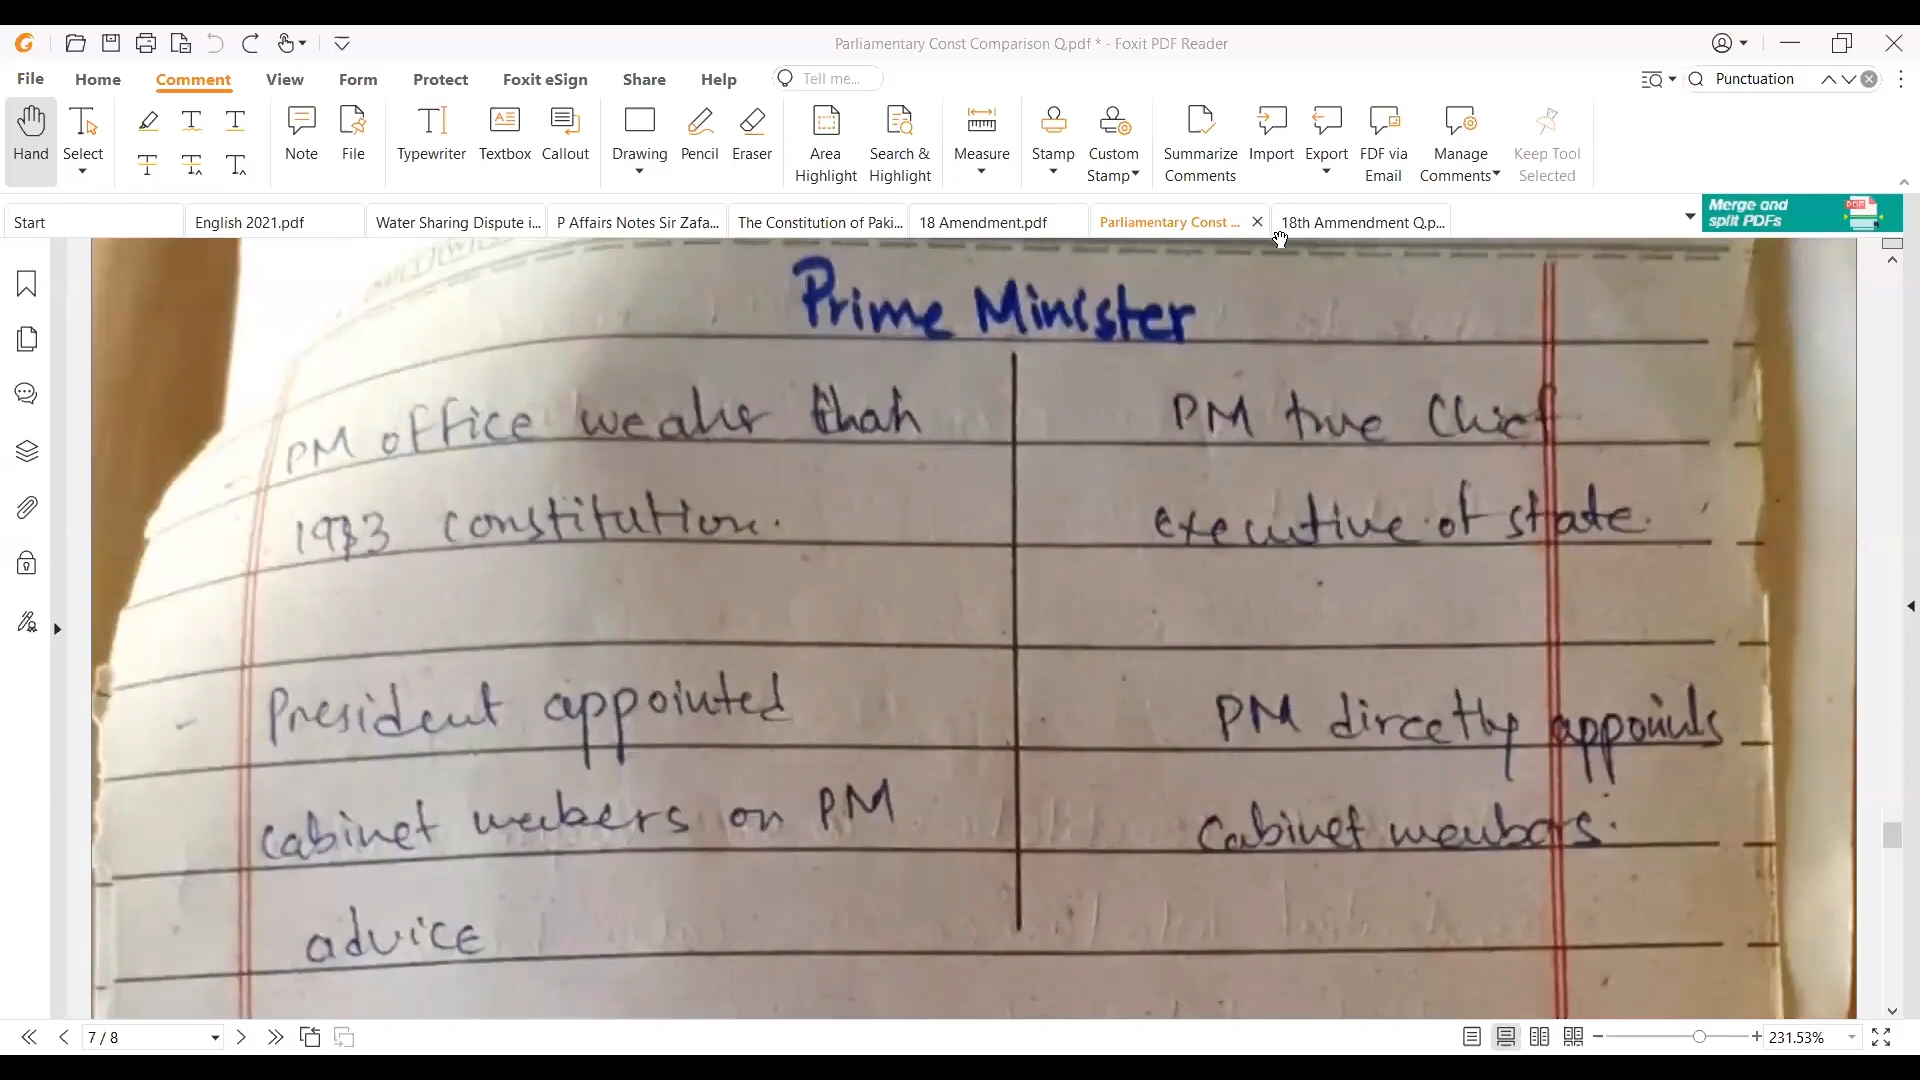 Parliamentary Const Comparison Q.pdf * - Foxit PDF Reader
File Home Comment View Form Protect Foxit eSign Share Help Tell me... Punctuation
Hand Select Note File Typewriter Textbox Callout Drawing Pencil Eraser Area Highlight Search & Highlight Measure Stamp Custom Stamp Summarize Comments Import Export FDF via Email Manage Comments Keep Tool Selected
Start English 2021.pdf Water Sharing Dispute i... P Affairs Notes Sir Zafa... The Constitution of Paki... 18 Amendment.pdf Parliamentary Const ... 18th Ammendment Q.p...
Merge and
split PDFs
PDF
Prime Minister
PM office weaker than
1973 constitution.
- President appointed
cabinet members on PM
advice
PM true Chief
executive of state.
PM directly appoints
Cabinet members.
7 / 8
231.53%